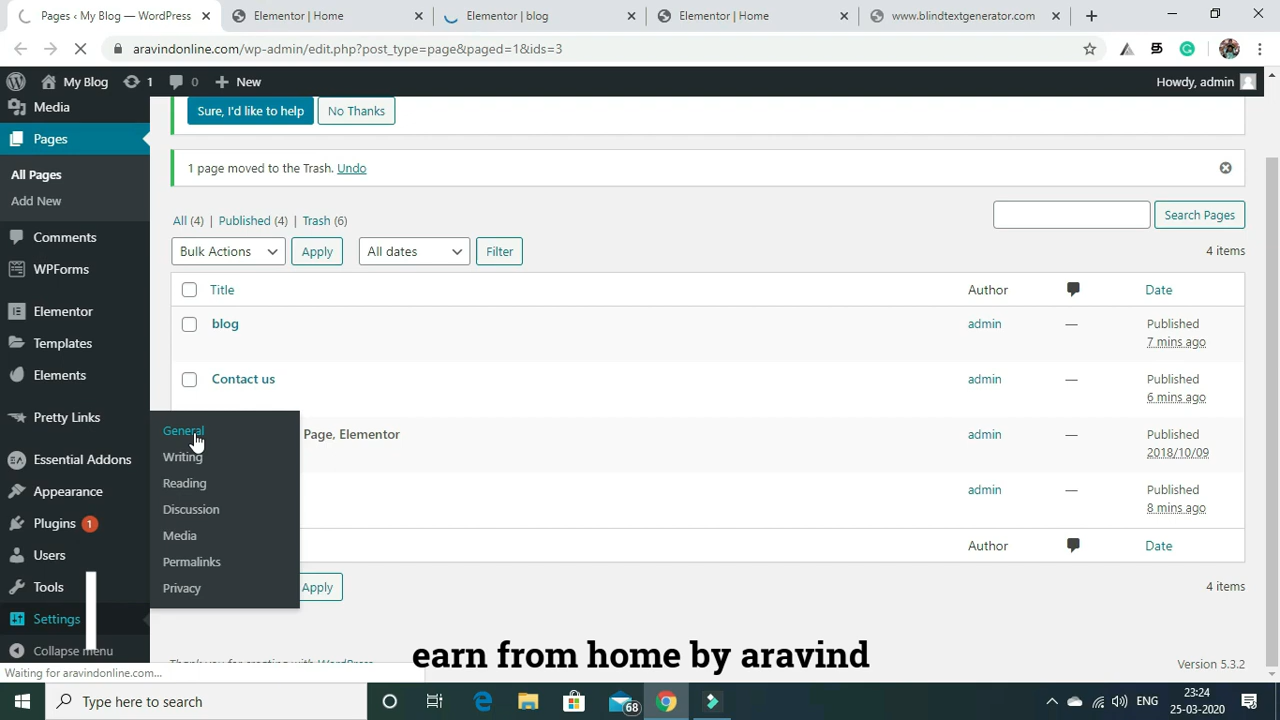 Pages ‹ My Blog — WordPress
Elementor | Home
Elementor | blog
Elementor | Home
www.blindtextgenerator.com
aravindonline.com/wp-admin/edit.php?post_type=page&paged=1&ids=3
My Blog
1
0
New
Howdy, admin
Media
Pages
All Pages
Add New
Comments
WPForms
Elementor
Templates
Elements
Pretty Links
Essential Addons
Appearance
Plugins 1
Users
Tools
Settings
Collapse menu
General
Writing
Reading
Discussion
Media
Permalinks
Privacy
Sure, I'd like to help
No Thanks
1 page moved to the Trash. Undo
All (4) | Published (4) | Trash (6)
Search Pages
Bulk Actions
Apply
All dates
Filter
4 items
Title
Author
Date
blog
admin
—
Published
7 mins ago
Contact us
admin
—
Published
6 mins ago
Page, Elementor
admin
Published
2018/10/09
admin
—
Published
8 mins ago
Author
Date
Apply
4 items
Thank you for creating with WordPress.
Version 5.3.2
earn from home by aravind
Waiting for aravindonline.com...
Type here to search
68
ENG
23:24
25-03-2020